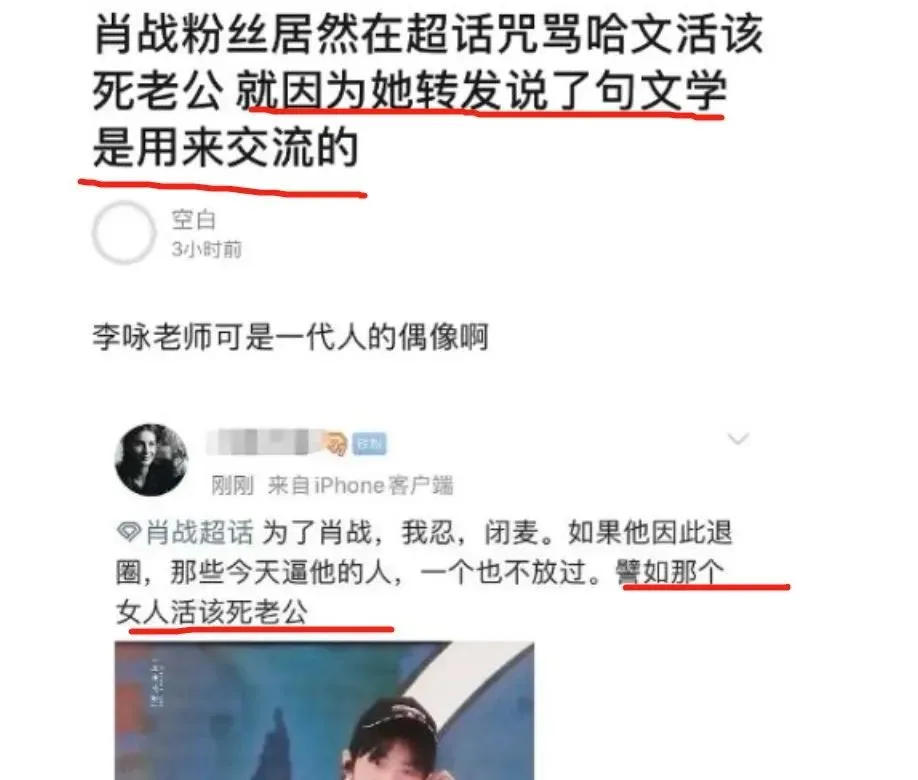 肖战粉丝居然在超话咒骂哈文活该
死老公 就因为她转发说了句文学
是用来交流的
空白
3小时前
李咏老师可是一代人的偶像啊
刚刚 来自iPhone客户端
肖战超话 为了肖战，我忍，闭麦。如果他因此退
圈，那些今天逼他的人，一个也不放过。譬如那个
女人活该死老公